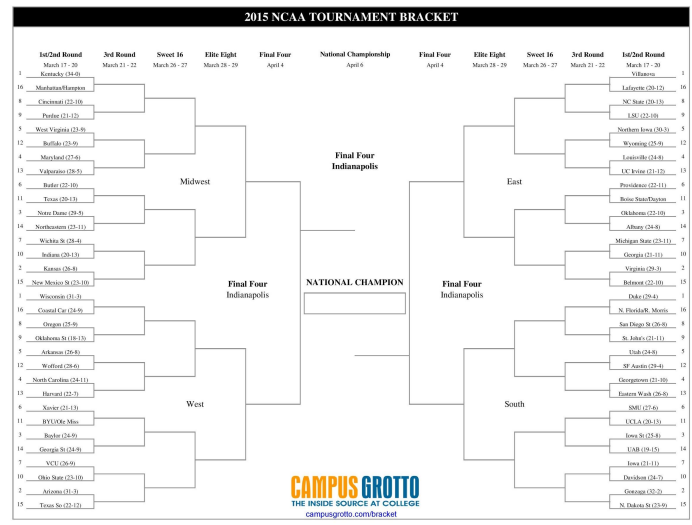 2015 NCAA TOURNAMENT BRACKET
1st/2nd Round 3rd Round Sweet 16 Elite Eight Final Four National Championship Final Four Elite Eight Sweet 16 3rd Round 1st/2nd Round
March 17 - 20 March 21 - 22 March 26 - 27 March 28 - 29 April 4 April 6 April 4 March 28 - 29 March 26 - 27 March 21 - 22 March 17 - 20
1 Kentucky (34-0)
16 Manhattan/Hampton
8 Cincinnati (22-10)
9 Purdue (21-12)
5 West Virginia (23-9)
12 Buffalo (23-9)
4 Maryland (27-6)
13 Valparaiso (28-5)
6 Butler (22-10)
11 Texas (20-13)
3 Notre Dame (29-5)
14 Northeastern (23-11)
7 Wichita St (28-4)
10 Indiana (20-13)
2 Kansas (26-8)
15 New Mexico St (23-10)
Midwest
1 Wisconsin (31-3)
16 Coastal Car (24-9)
8 Oregon (25-9)
9 Oklahoma St (18-13)
5 Arkansas (26-8)
12 Wofford (28-6)
4 North Carolina (24-11)
13 Harvard (22-7)
6 Xavier (21-13)
11 BYU/Ole Miss
3 Baylor (24-9)
14 Georgia St (24-9)
7 VCU (26-9)
10 Ohio State (23-10)
2 Arizona (31-3)
15 Texas So (22-12)
West
Final Four
Indianapolis
Final Four
Indianapolis
NATIONAL CHAMPION
Final Four
Indianapolis
Villanova 1
Lafayette (20-12) 16
NC State (20-13) 8
LSU (22-10) 9
Northern Iowa (30-3) 5
Wyoming (25-9) 12
Louisville (24-8) 4
UC Irvine (21-12) 13
Providence (22-11) 6
Boise State/Dayton 11
Oklahoma (22-10) 3
Albany (24-8) 14
Michigan State (23-11) 7
Georgia (21-11) 10
Virginia (29-3) 2
Belmont (22-10) 15
East
Duke (29-4) 1
N. Florida/R. Morris 16
San Diego St (26-8) 8
St. John's (21-11) 9
Utah (24-8) 5
SF Austin (29-4) 12
Georgetown (21-10) 4
Eastern Wash (26-8) 13
SMU (27-6) 6
UCLA (20-13) 11
Iowa St (25-8) 3
UAB (19-15) 14
Iowa (21-11) 7
Davidson (24-7) 10
Gonzaga (32-2) 2
N. Dakota St (23-9) 15
South
CAMPUS GROTTO
THE INSIDE SOURCE AT COLLEGE
campusgrotto.com/bracket